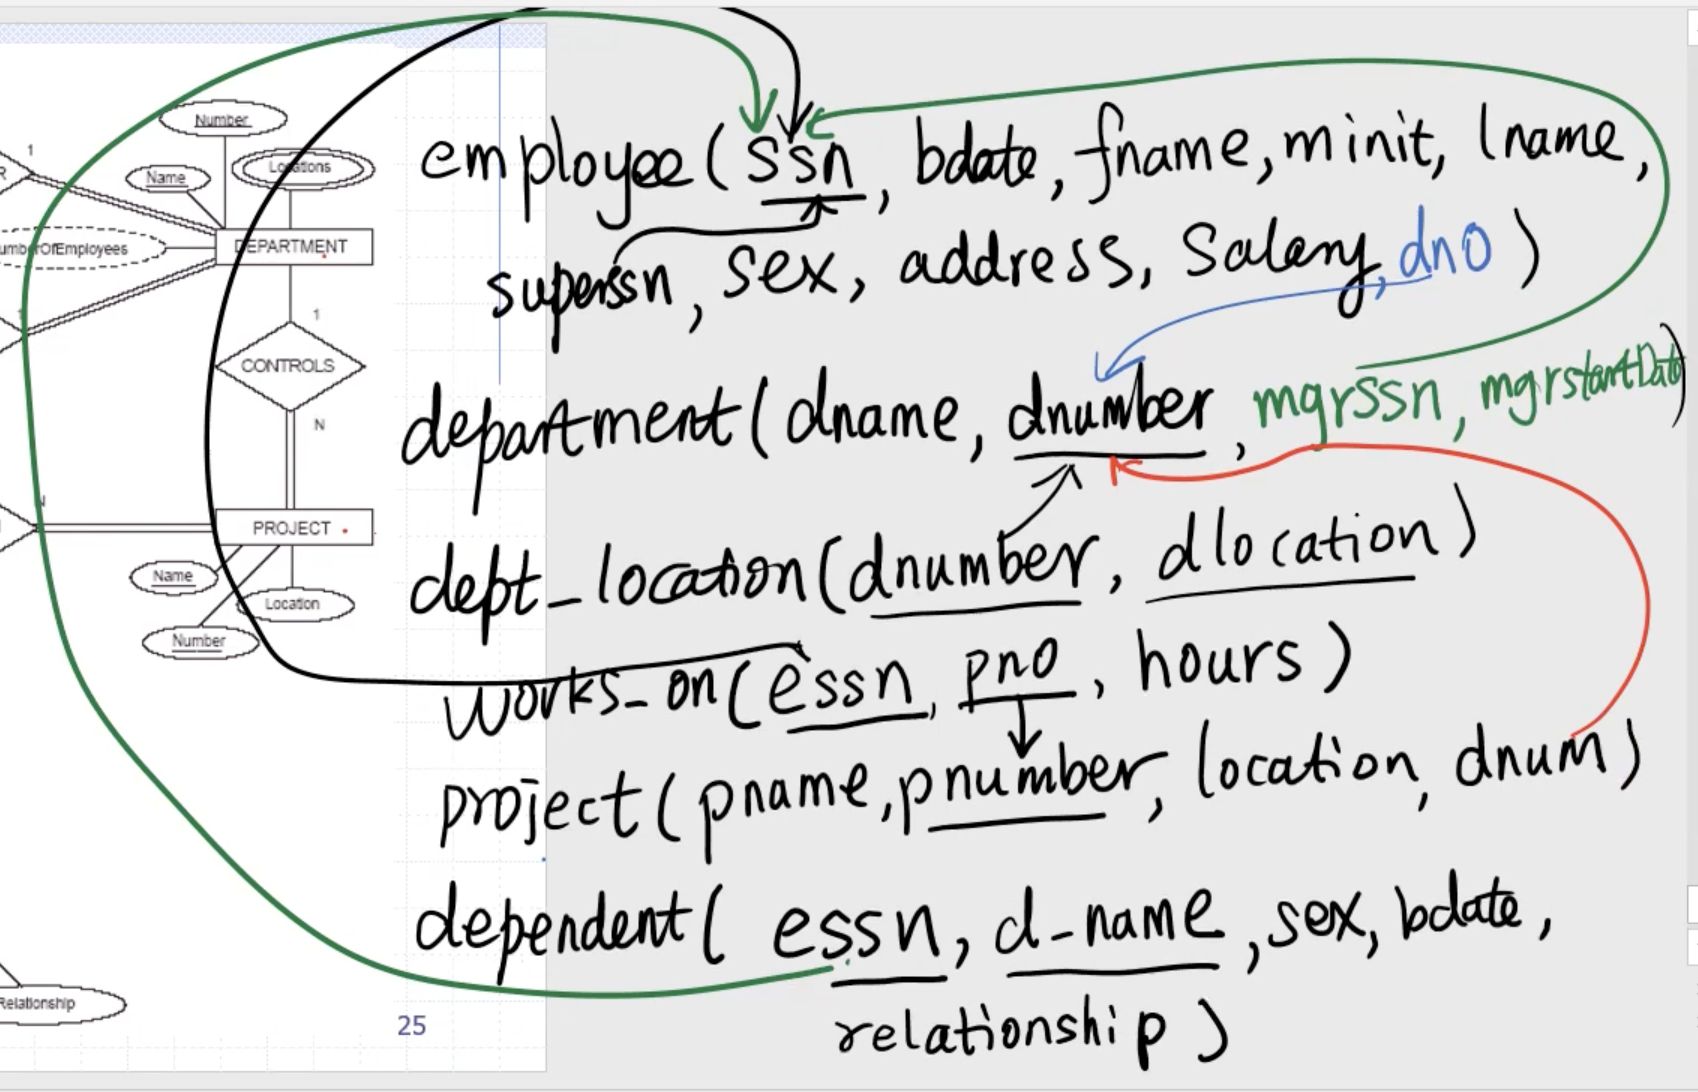 1
R
Number
Name
Locations
DEPARTMENT
umberOfEmployees
1
1
CONTROLS
N
N
PROJECT
Name
Location
Number
Relationship
25
employee(ssn, bdate, fname, minit, lname,
superssn, sex, address, Salary, dno)
department(dname, dnumber, mgrssn, mgrstartDate)
dept_location(dnumber, dlocation)
works_on(essn, pno, hours)
project(pname, pnumber, location, dnum)
dependent(essn, d_name, sex, bdate,
relationship)